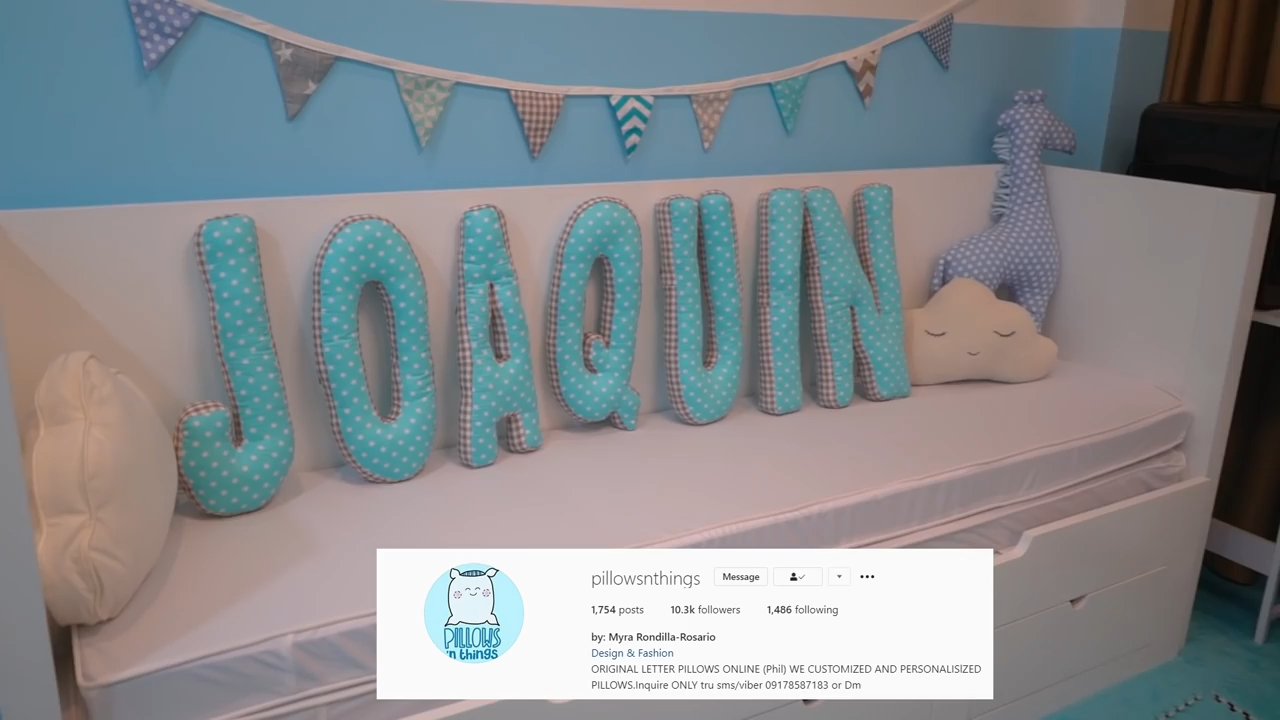 JOAQUIN
pillowsnthings Message
1,754 posts 10.3k followers 1,486 following
by: Myra Rondilla-Rosario
Design & Fashion
ORIGINAL LETTER PILLOWS ONLINE (Phil) WE CUSTOMIZED AND PERSONALISIZED
PILLOWS.Inquire ONLY tru sms/viber 09178587183 or Dm
PILLOWS
n things